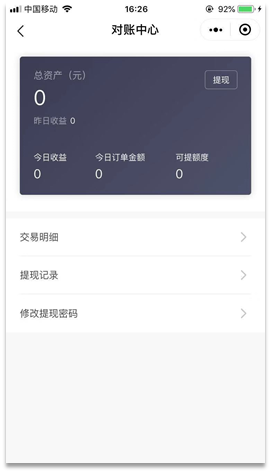 中国移动 16:26 92%
对账中心
总资产（元） 提现
0
昨日收益 0
今日收益 今日订单金额 可提额度
0 0 0
交易明细
提现记录
修改提现密码